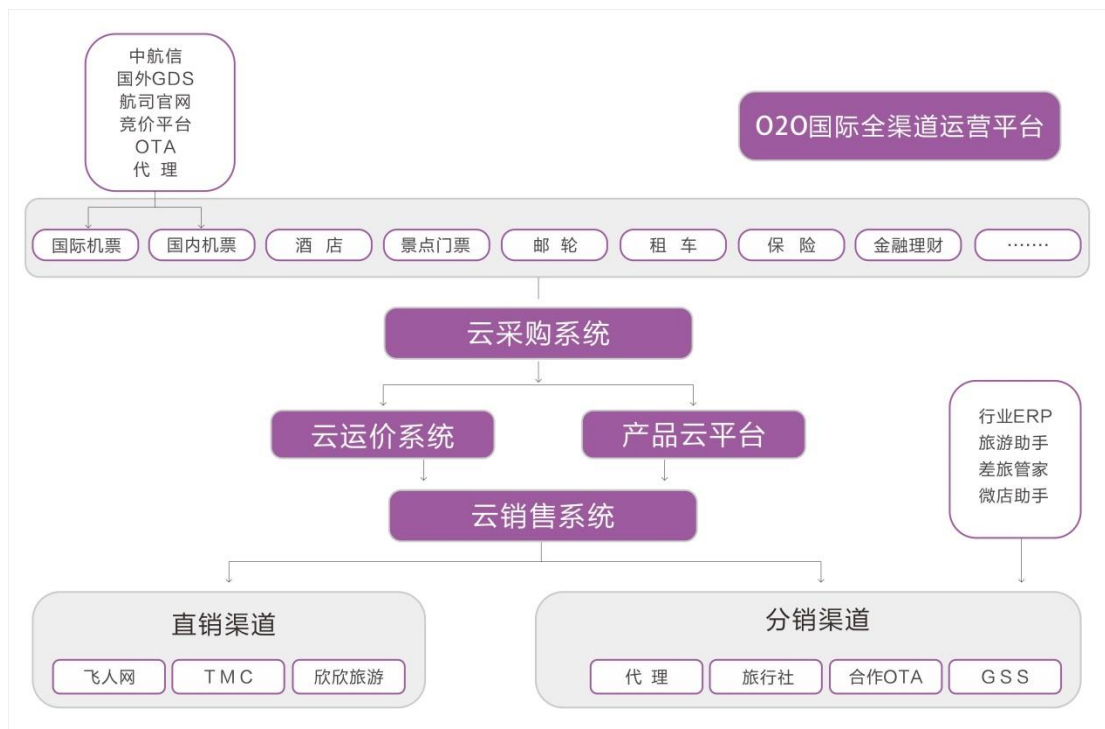 中航信
国外GDS
航司官网
竞价平台
OTA
代 理
O2O国际全渠道运营平台
国际机票
国内机票
酒 店
景点门票
邮 轮
租 车
保 险
金融理财
·······
云采购系统
云运价系统
产品云平台
云销售系统
行业ERP
旅游助手
差旅管家
微店助手
直销渠道
飞人网
TMC
欣欣旅游
分销渠道
代 理
旅行社
合作OTA
GSS